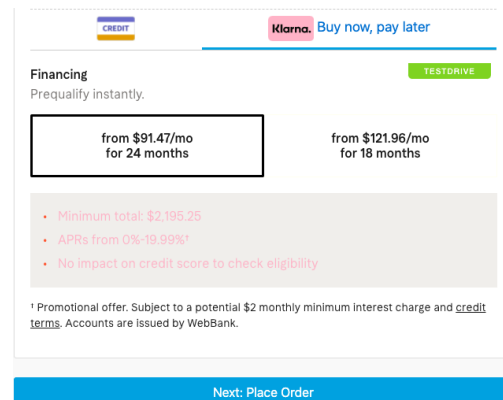 CREDIT
Klarna. Buy now, pay later
Financing
TESTDRIVE
Prequalify instantly.
from $91.47/mo
for 24 months
from $121.96/mo
for 18 months
• Minimum total: $2,195.25
• APRs from 0%-19.99%†
• No impact on credit score to check eligibility
† Promotional offer. Subject to a potential $2 monthly minimum interest charge and credit
terms. Accounts are issued by WebBank.
Next: Place Order